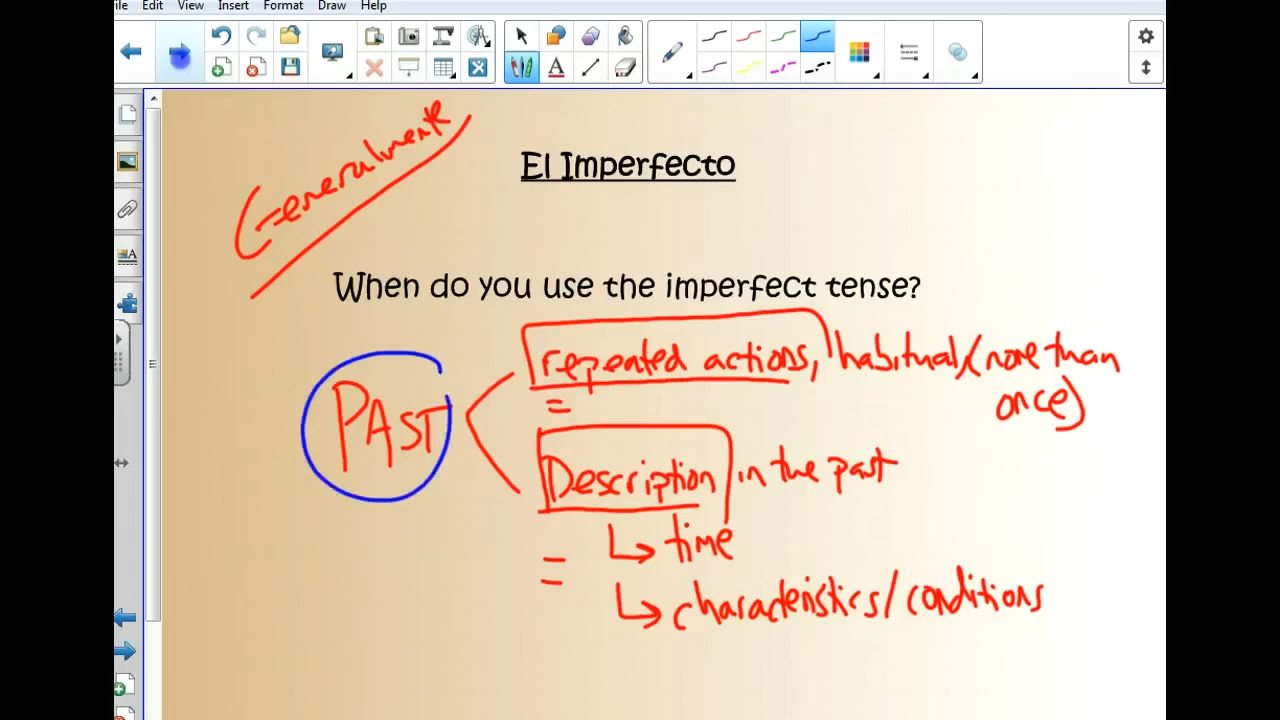 ile Edit View Insert Format Draw Help
Generalmente
El Imperfecto
When do you use the imperfect tense?
PAST
repeated actions, habitual, (more than
once)
=
Description in the past
↳ time
=
↳ characteristics/conditions